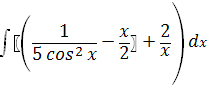 ∫〖(1/(5 cos² x) − x/2〗 + 2/x) dx